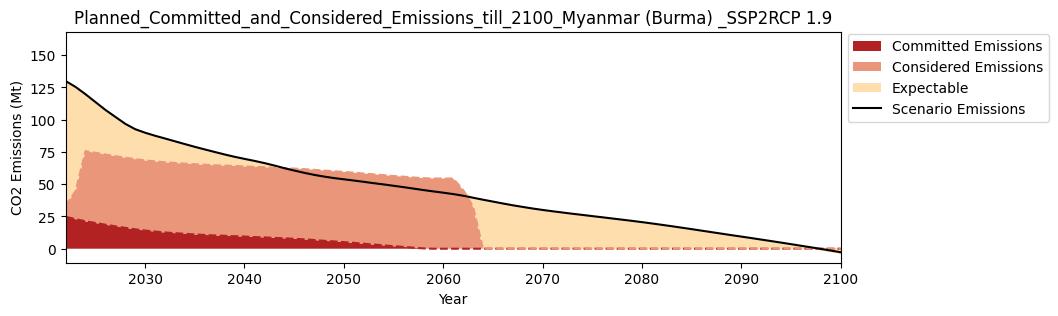 Planned_Committed_and_Considered_Emissions_till_2100_Myanmar (Burma) _SSP2RCP 1.9
CO2 Emissions (Mt)
150
125
100
75
50
25
0
2030
2040
2050
2060
2070
2080
2090
2100
Year
Committed Emissions
Considered Emissions
Expectable
Scenario Emissions